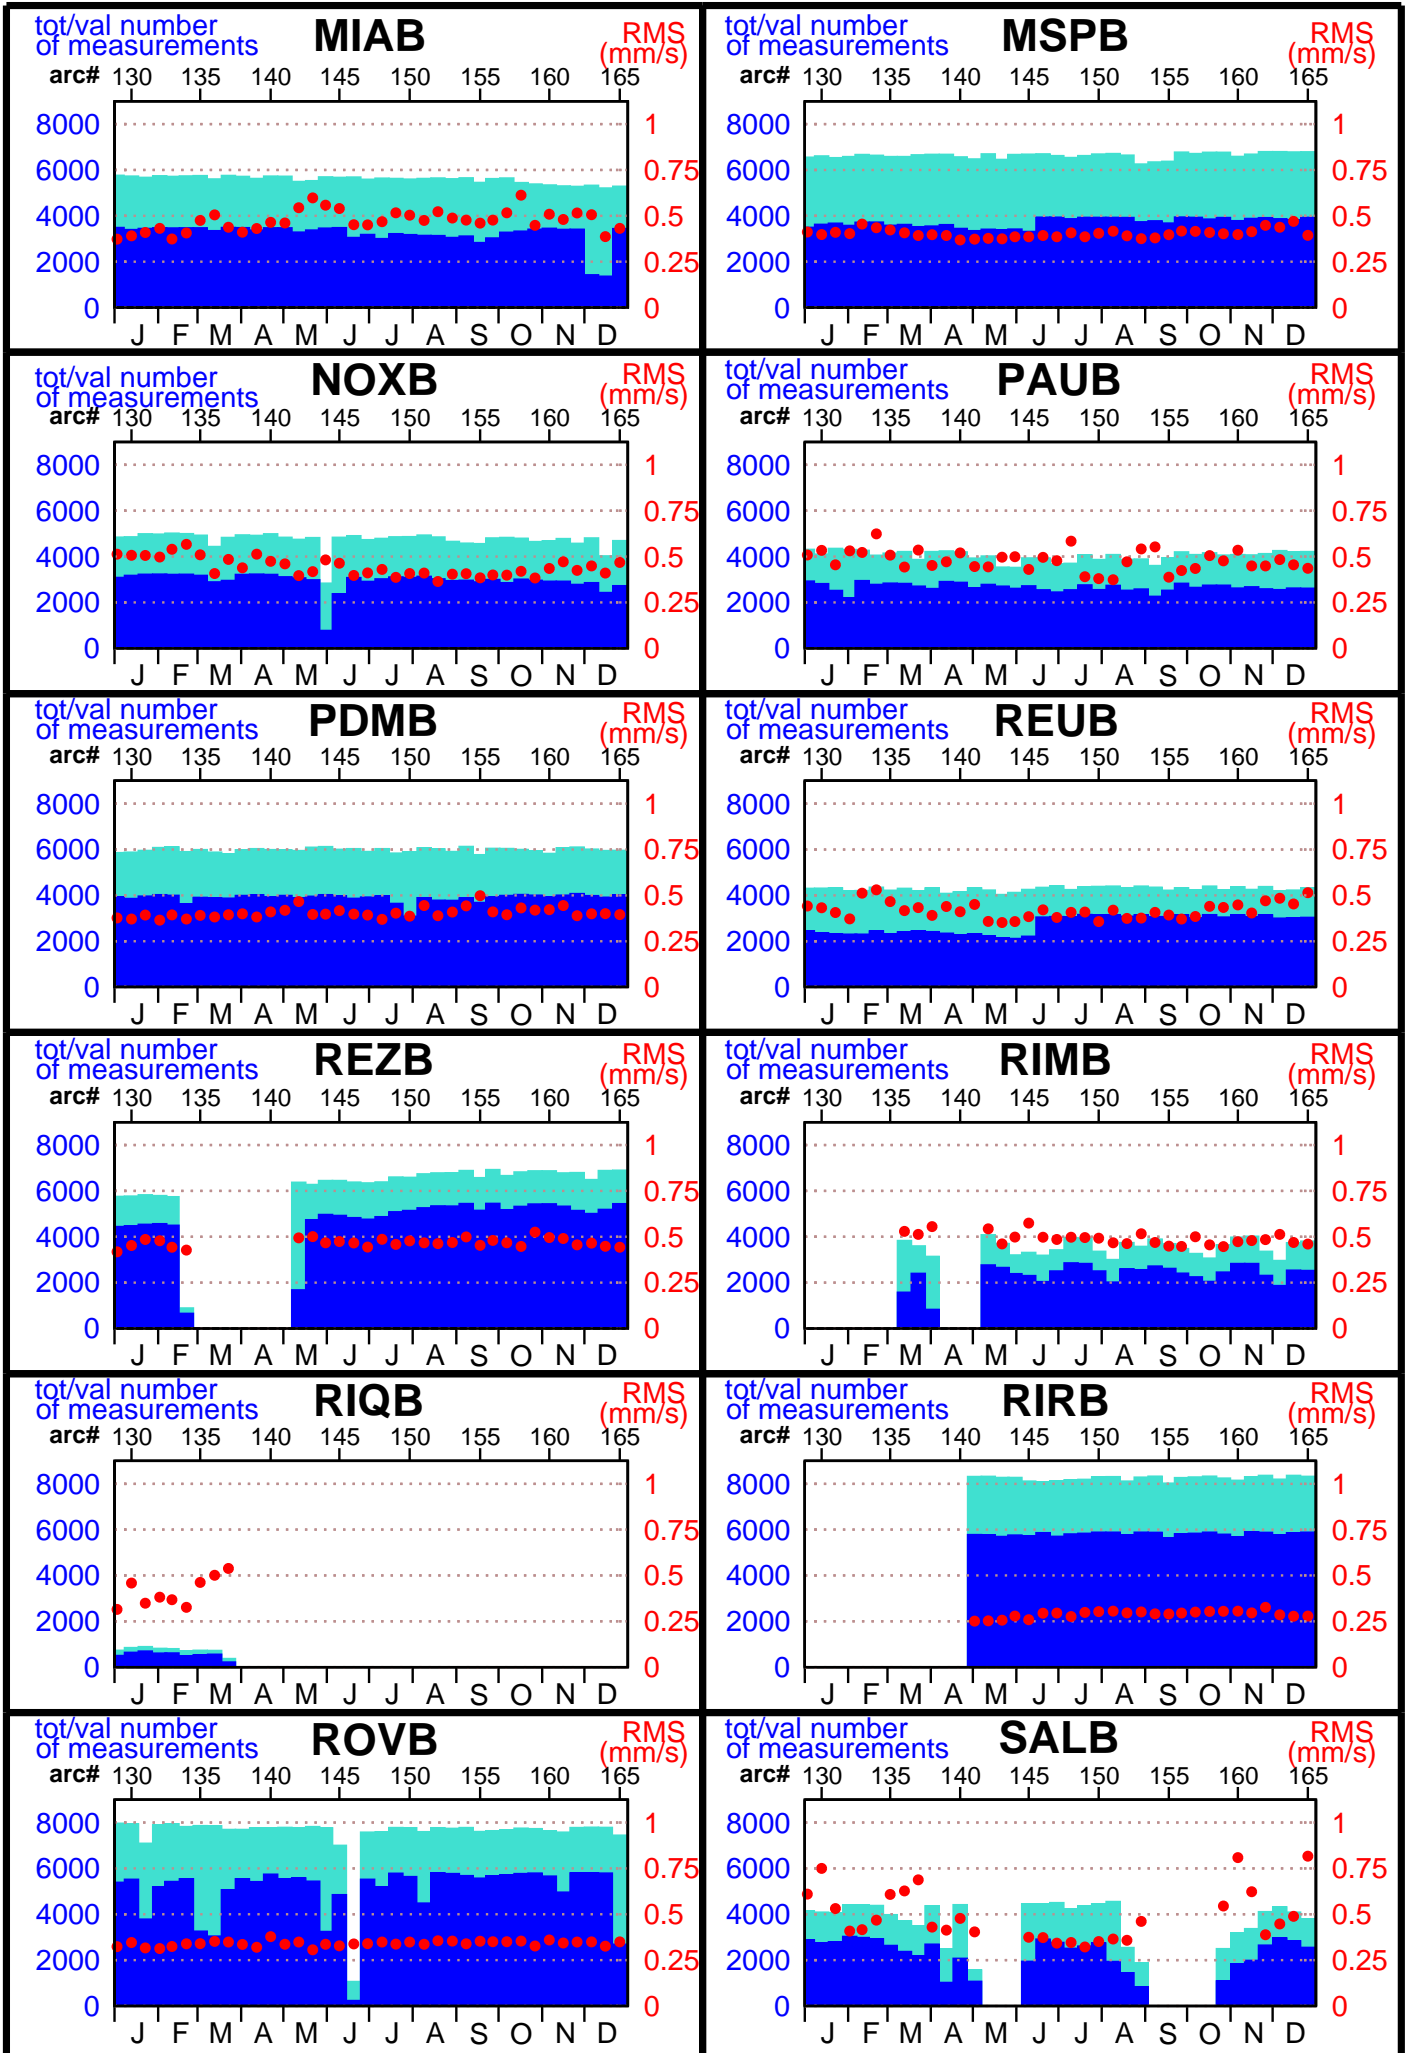 tot/val number
of measurements
MIAB
RMS
(mm/s)
arc# 130 135 140 145 150 155 160 165
8000 1
6000 0.75
4000 0.5
2000 0.25
0 0
J F M A M J J A S O N D
tot/val number
of measurements
MSPB
RMS
(mm/s)
arc# 130 135 140 145 150 155 160 165
8000 1
6000 0.75
4000 0.5
2000 0.25
0 0
J F M A M J J A S O N D
tot/val number
of measurements
NOXB
RMS
(mm/s)
arc# 130 135 140 145 150 155 160 165
8000 1
6000 0.75
4000 0.5
2000 0.25
0 0
J F M A M J J A S O N D
tot/val number
of measurements
PAUB
RMS
(mm/s)
arc# 130 135 140 145 150 155 160 165
8000 1
6000 0.75
4000 0.5
2000 0.25
0 0
J F M A M J J A S O N D
tot/val number
of measurements
PDMB
RMS
(mm/s)
arc# 130 135 140 145 150 155 160 165
8000 1
6000 0.75
4000 0.5
2000 0.25
0 0
J F M A M J J A S O N D
tot/val number
of measurements
REUB
RMS
(mm/s)
arc# 130 135 140 145 150 155 160 165
8000 1
6000 0.75
4000 0.5
2000 0.25
0 0
J F M A M J J A S O N D
tot/val number
of measurements
REZB
RMS
(mm/s)
arc# 130 135 140 145 150 155 160 165
8000 1
6000 0.75
4000 0.5
2000 0.25
0 0
J F M A M J J A S O N D
tot/val number
of measurements
RIMB
RMS
(mm/s)
arc# 130 135 140 145 150 155 160 165
8000 1
6000 0.75
4000 0.5
2000 0.25
0 0
J F M A M J J A S O N D
tot/val number
of measurements
RIQB
RMS
(mm/s)
arc# 130 135 140 145 150 155 160 165
8000 1
6000 0.75
4000 0.5
2000 0.25
0 0
J F M A M J J A S O N D
tot/val number
of measurements
RIRB
RMS
(mm/s)
arc# 130 135 140 145 150 155 160 165
8000 1
6000 0.75
4000 0.5
2000 0.25
0 0
J F M A M J J A S O N D
tot/val number
of measurements
ROVB
RMS
(mm/s)
arc# 130 135 140 145 150 155 160 165
8000 1
6000 0.75
4000 0.5
2000 0.25
0 0
J F M A M J J A S O N D
tot/val number
of measurements
SALB
RMS
(mm/s)
arc# 130 135 140 145 150 155 160 165
8000 1
6000 0.75
4000 0.5
2000 0.25
0 0
J F M A M J J A S O N D